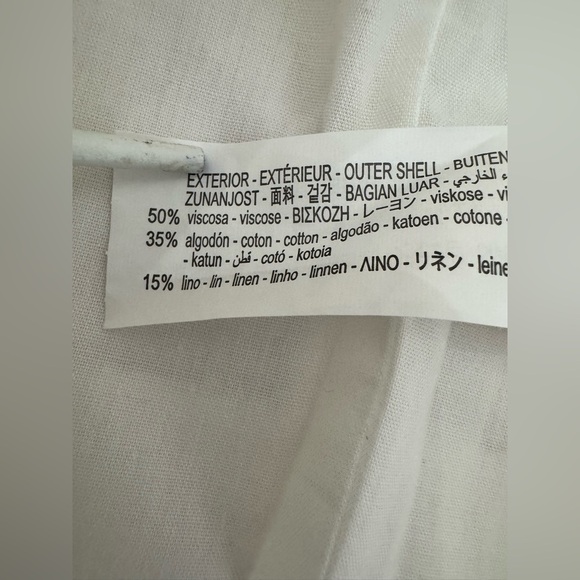 EXTERIOR - EXTÉRIEUR - OUTER SHELL - BUITEN
ZUNANJOST - 面料 - 겉감 - BAGIAN LUAR - الخارجي
50% viscosa - viscose - ΒΙΣΚΟΖΗ - レーヨン - viskose -
35% algodón - coton - cotton - algodão - katoen - cotone -
- katun - قطن - cotó - kotoia
15% lino - lin - linen - linho - linnen - ΛΙΝΟ - リネン - leine